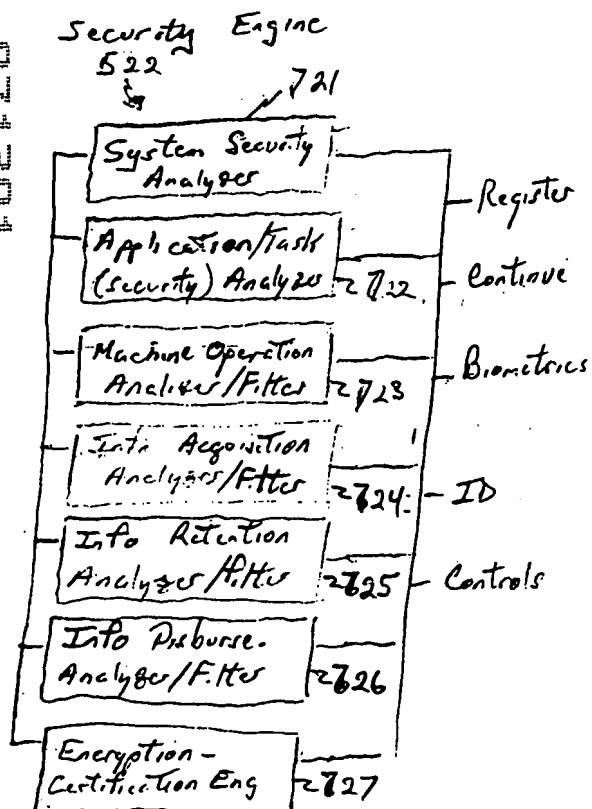 Security Engine
522
721
System Security
Analyzer
Register
Application/Task
(security) Analyzer
722
Continue
Machine Operation
Analyzer/Filter
723
Biometrics
Info Acquisition
Analyzer/Filter
724
ID
Info Retention
Analyzer/Filter
725
Controls
Info Disburse.
Analyzer/Filter
726
Encryption -
Certification Eng
727